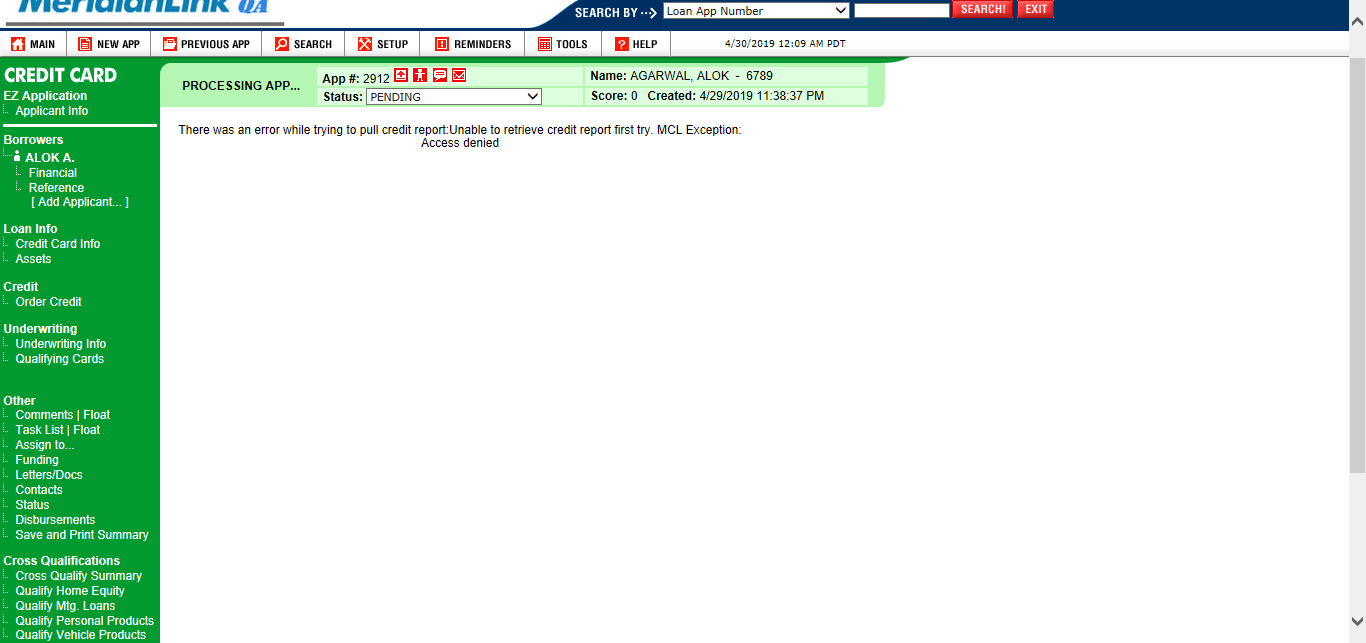 MeridianLink QA
SEARCH BY ··> Loan App Number SEARCH! EXIT
MAIN NEW APP PREVIOUS APP SEARCH SETUP REMINDERS TOOLS HELP 4/30/2019 12:09 AM PDT
CREDIT CARD
EZ Application
Applicant Info
Borrowers
ALOK A.
Financial
Reference
[ Add Applicant... ]
Loan Info
Credit Card Info
Assets
Credit
Order Credit
Underwriting
Underwriting Info
Qualifying Cards
Other
Comments | Float
Task List | Float
Assign to...
Funding
Letters/Docs
Contacts
Status
Disbursements
Save and Print Summary
Cross Qualifications
Cross Qualify Summary
Qualify Home Equity
Qualify Mtg. Loans
Qualify Personal Products
Qualify Vehicle Products
PROCESSING APP...
App #: 2912
Status: PENDING
Name: AGARWAL, ALOK - 6789
Score: 0 Created: 4/29/2019 11:38:37 PM
There was an error while trying to pull credit report:Unable to retrieve credit report first try. MCL Exception:
Access denied